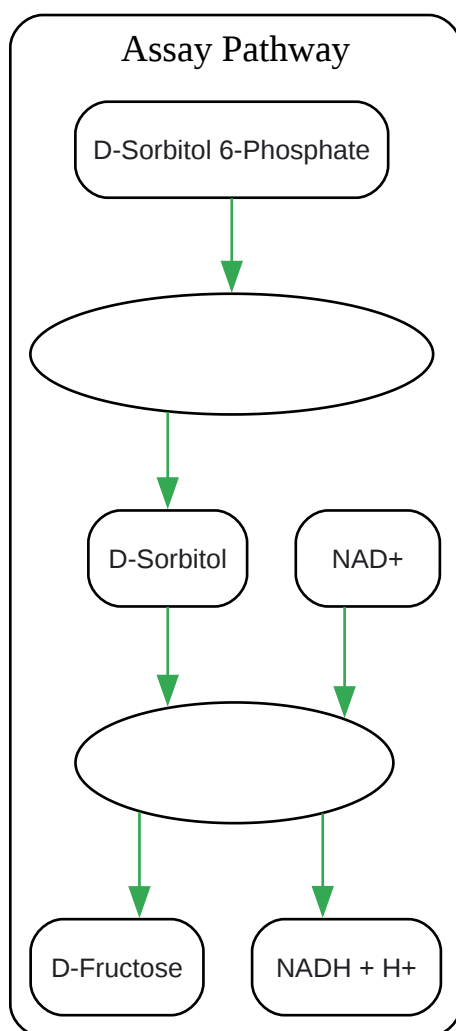 Assay Pathway
D-Sorbitol 6-Phosphate
D-Sorbitol
NAD+
D-Fructose
NADH + H+